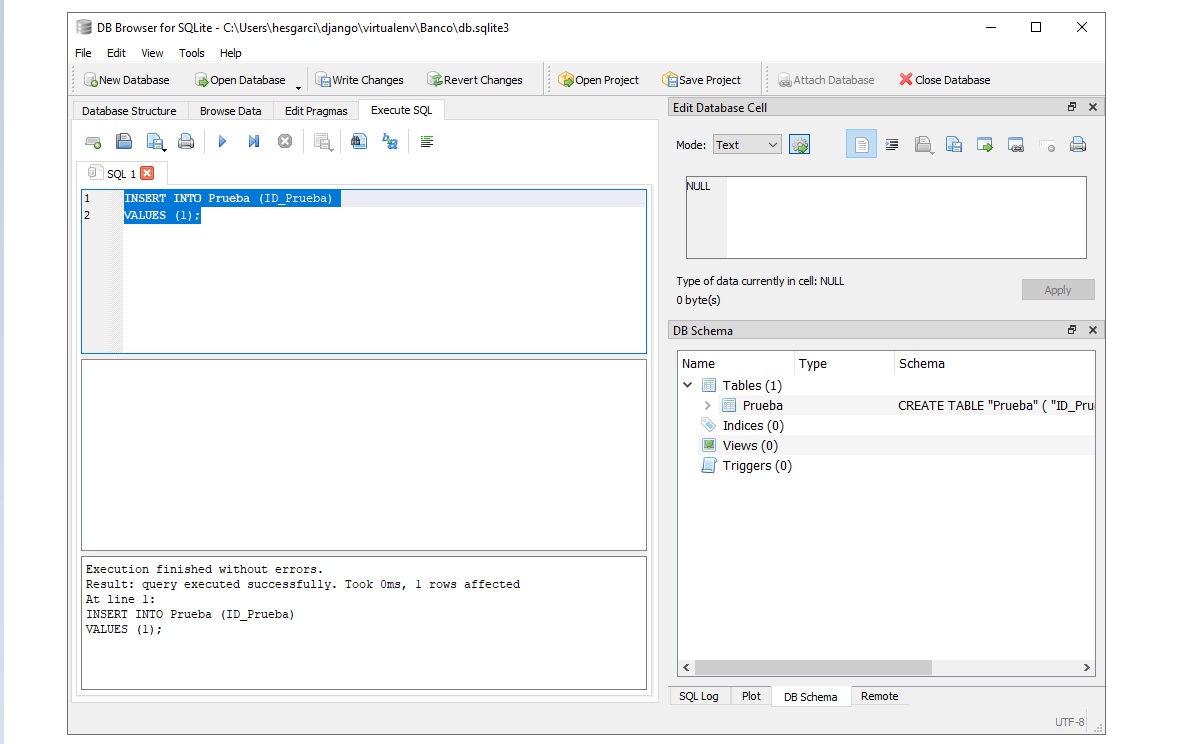 DB Browser for SQLite - C:\Users\hesgarci\django\virtualenv\Banco\db.sqlite3
File Edit View Tools Help
New Database Open Database Write Changes Revert Changes Open Project Save Project Attach Database Close Database
Database Structure Browse Data Edit Pragmas Execute SQL
SQL 1
1 INSERT INTO Prueba (ID_Prueba)
2 VALUES (1);
Execution finished without errors.
Result: query executed successfully. Took 0ms, 1 rows affected
At line 1:
INSERT INTO Prueba (ID_Prueba)
VALUES (1);
Edit Database Cell
Mode: Text
NULL
Type of data currently in cell: NULL
0 byte(s)
Apply
DB Schema
Name Type Schema
Tables (1)
Prueba CREATE TABLE "Prueba" ( "ID_Pru
Indices (0)
Views (0)
Triggers (0)
SQL Log Plot DB Schema Remote
UTF-8